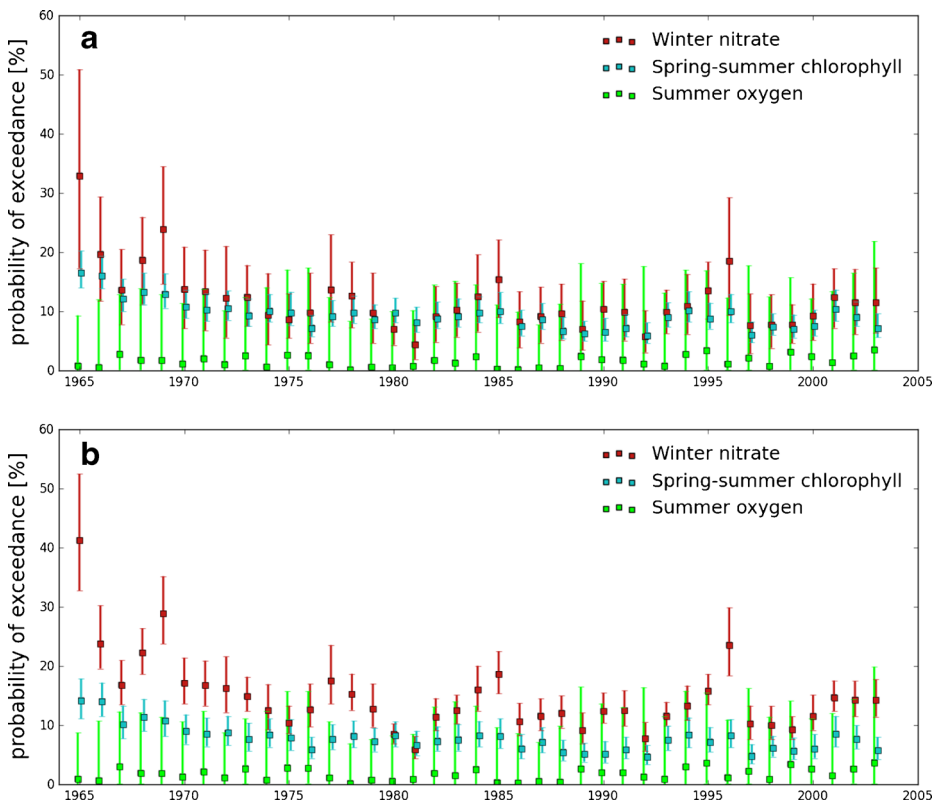 60
50
40
30
20
10
0
probability of exceedance [%]
a
Winter nitrate
Spring-summer chlorophyll
Summer oxygen
1965 1970 1975 1980 1985 1990 1995 2000 2005
60
50
40
30
20
10
0
probability of exceedance [%]
b
Winter nitrate
Spring-summer chlorophyll
Summer oxygen
1965 1970 1975 1980 1985 1990 1995 2000 2005